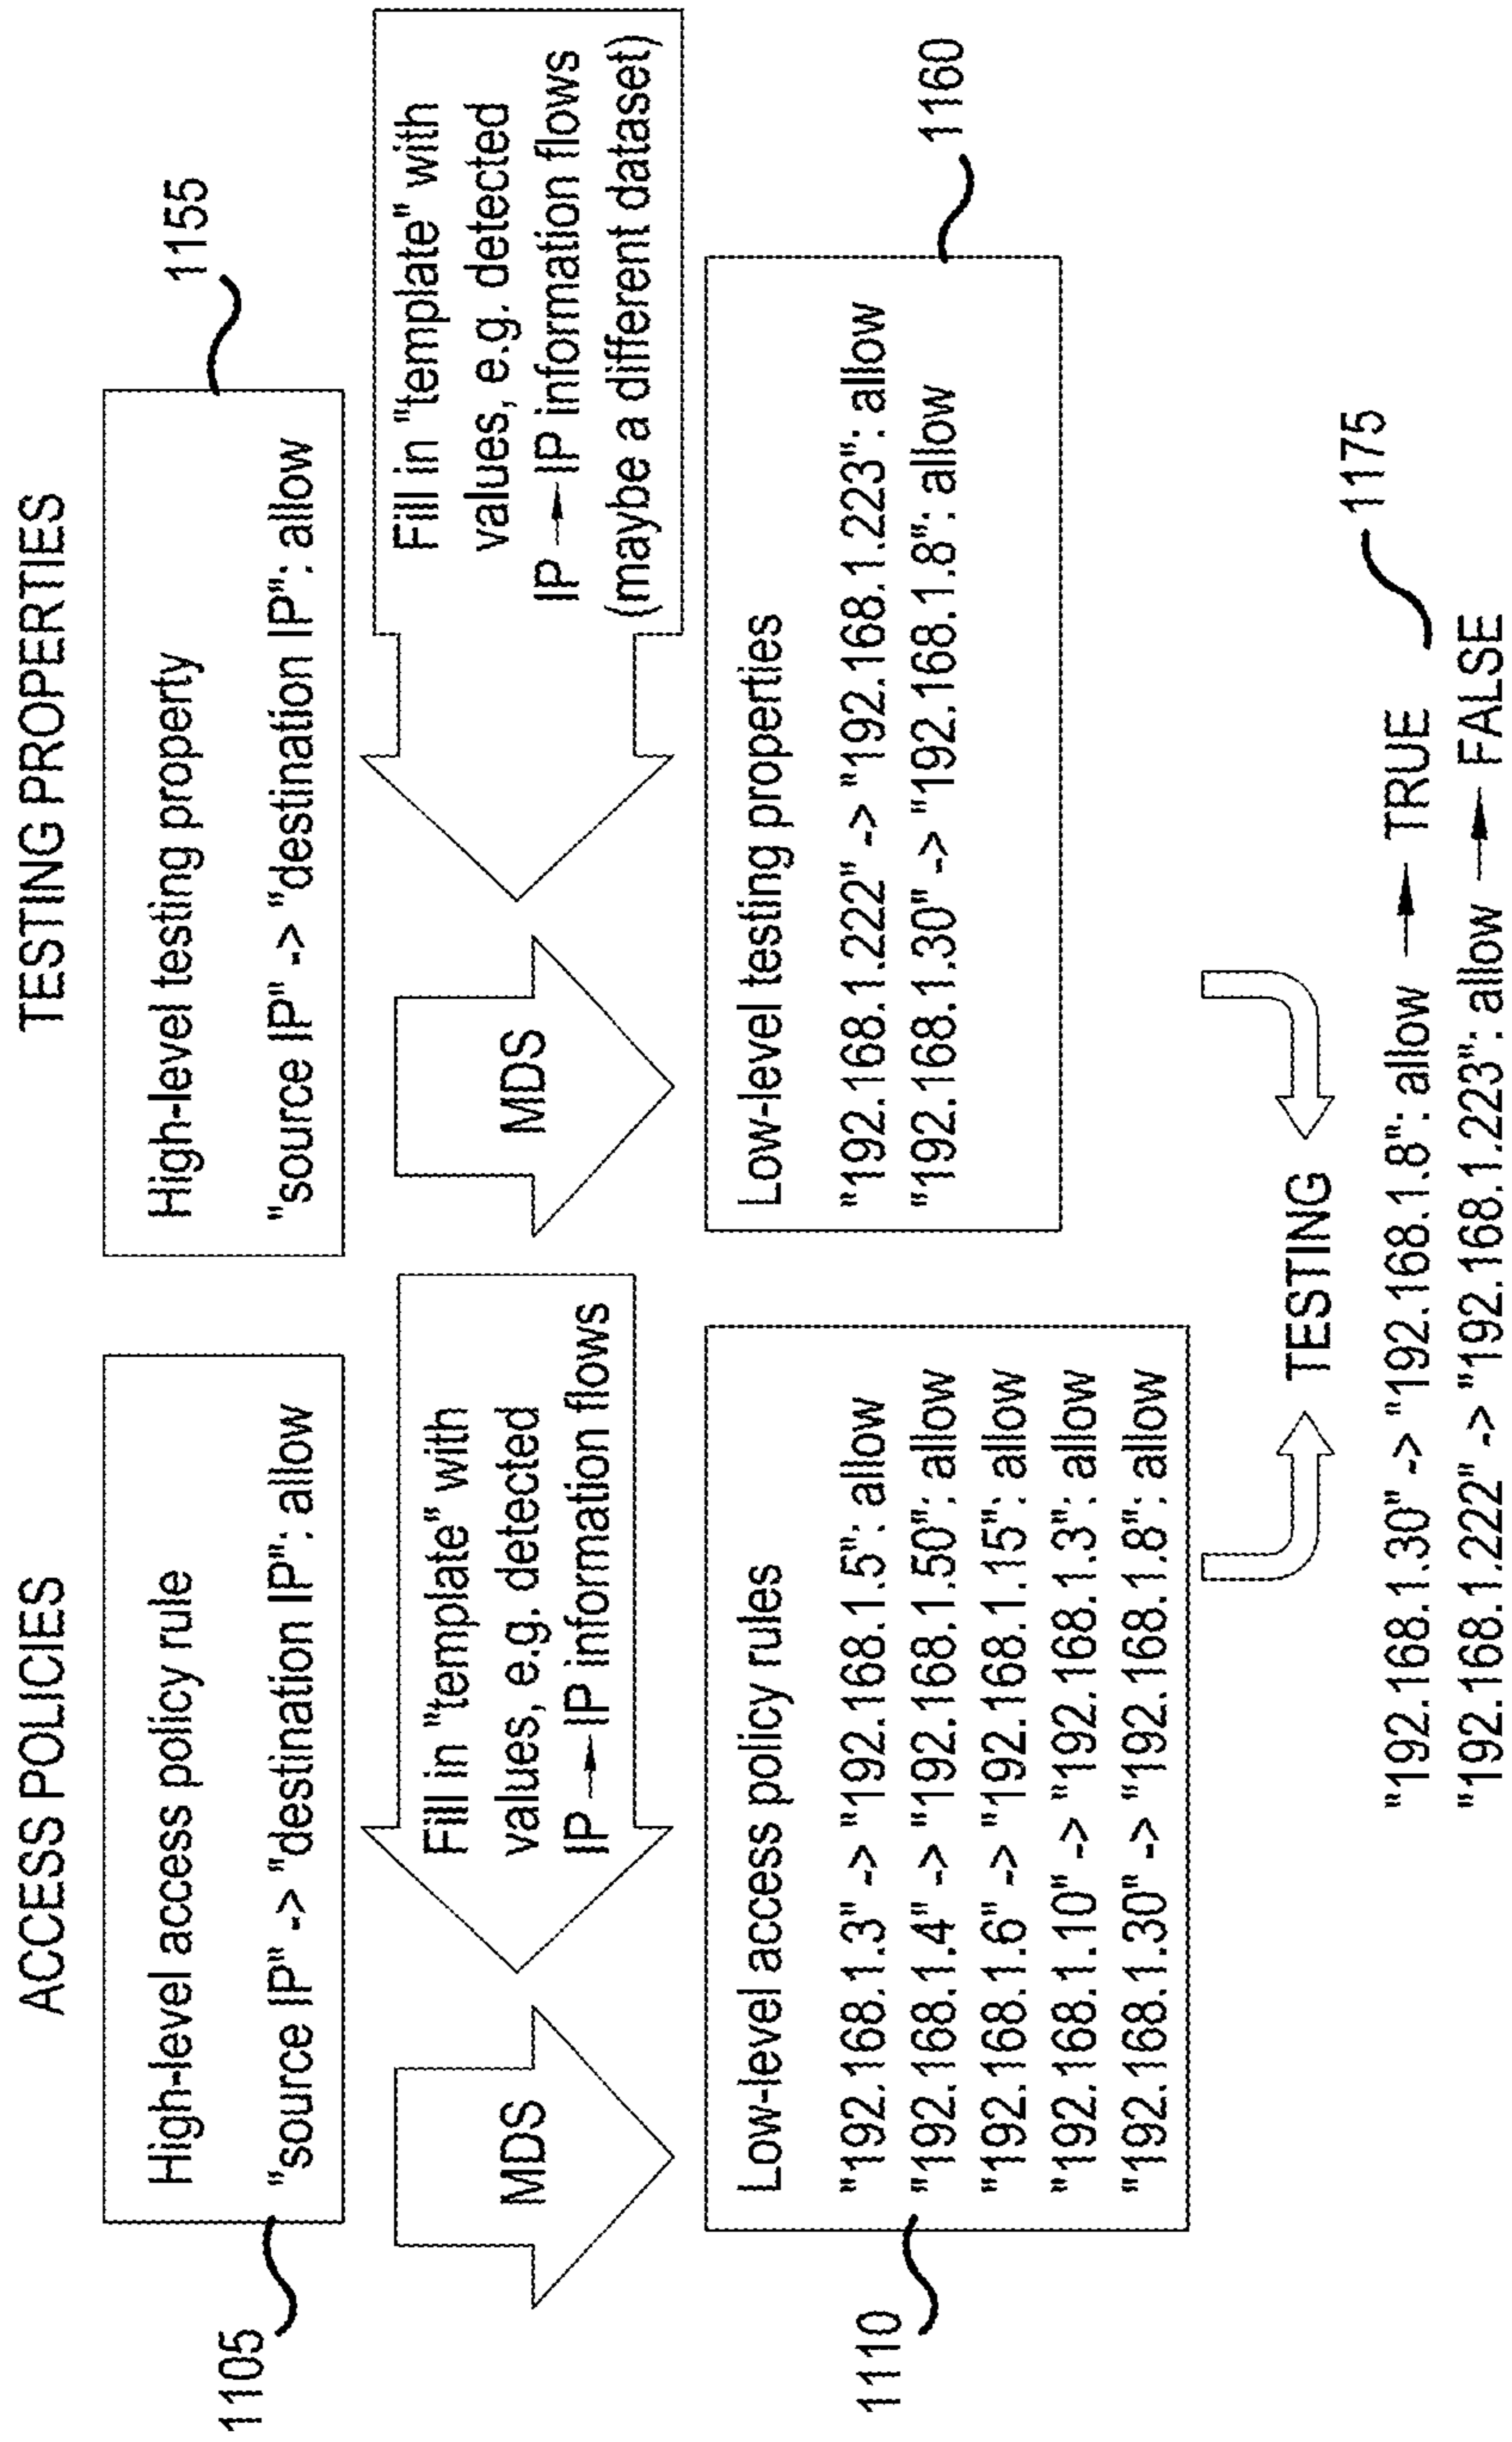 ACCESS POLICIES
1105
High-level access policy rule
"source IP" -> "destination IP": allow
MDS
Fill in "template" with
values, e.g. detected
IP → IP information flows
1110
Low-level access policy rules
"192.168.1.3" -> "192.168.1.5": allow
"192.168.1.4" -> "192.168.1.50": allow
"192.168.1.6" -> "192.168.1.15": allow
"192.168.1.10" -> "192.168.1.3": allow
"192.168.1.30" -> "192.168.1.8": allow
TESTING PROPERTIES
1155
High-level testing property
"source IP" -> "destination IP": allow
MDS
Fill in "template" with
values, e.g. detected
IP → IP information flows
(maybe a different dataset)
1160
Low-level testing properties
"192.168.1.222" -> "192.168.1.223": allow
"192.168.1.30" -> "192.168.1.8": allow
TESTING
1175
"192.168.1.30" -> "192.168.1.8": allow → TRUE
"192.168.1.222" -> "192.168.1.223": allow → FALSE